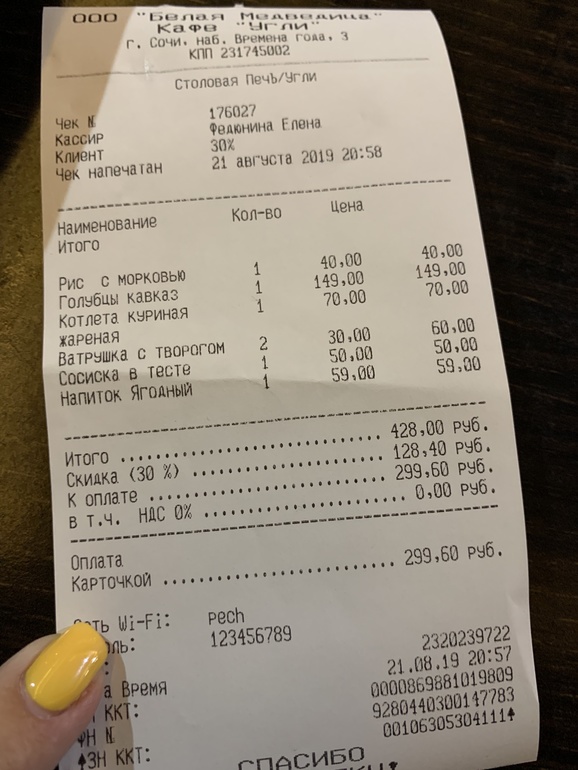 ООО "Белая Медведица"
Кафе "Угли"
г. Сочи, наб. Времена года, 3
КПП 231745002
Столовая Печь/Угли
Чек № 176027
Кассир Федюнина Елена
Клиент 30%
Чек напечатан 21 августа 2019 20:58
Наименование Кол-во Цена
Итого
Рис с морковью 1 40,00 40,00
Голубцы кавказ 1 149,00 149,00
Котлета куриная 1 70,00 70,00
жареная
Ватрушка с творогом 2 30,00 60,00
Сосиска в тесте 1 50,00 50,00
Напиток Ягодный 1 59,00 59,00
Итого 428,00 руб.
Скидка (30 %) 128,40 руб.
К оплате 299,60 руб.
в т.ч. НДС 0% 0,00 руб.
Оплата
Карточкой 299,60 руб.
Wi-Fi: pech
123456789
2320239722
Время 21.08.19 20:57
ККТ: 0000869881019809
ФН № 9280440300147783
ЗН ККТ: 00106305304111
СПАСИБО